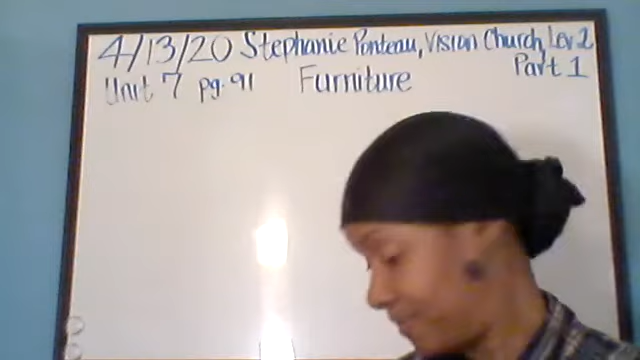 4/13/20 Stephanie Ponteau, Vision Church, Lev 2
Part 1
Unit 7 pg. 91 Furniture